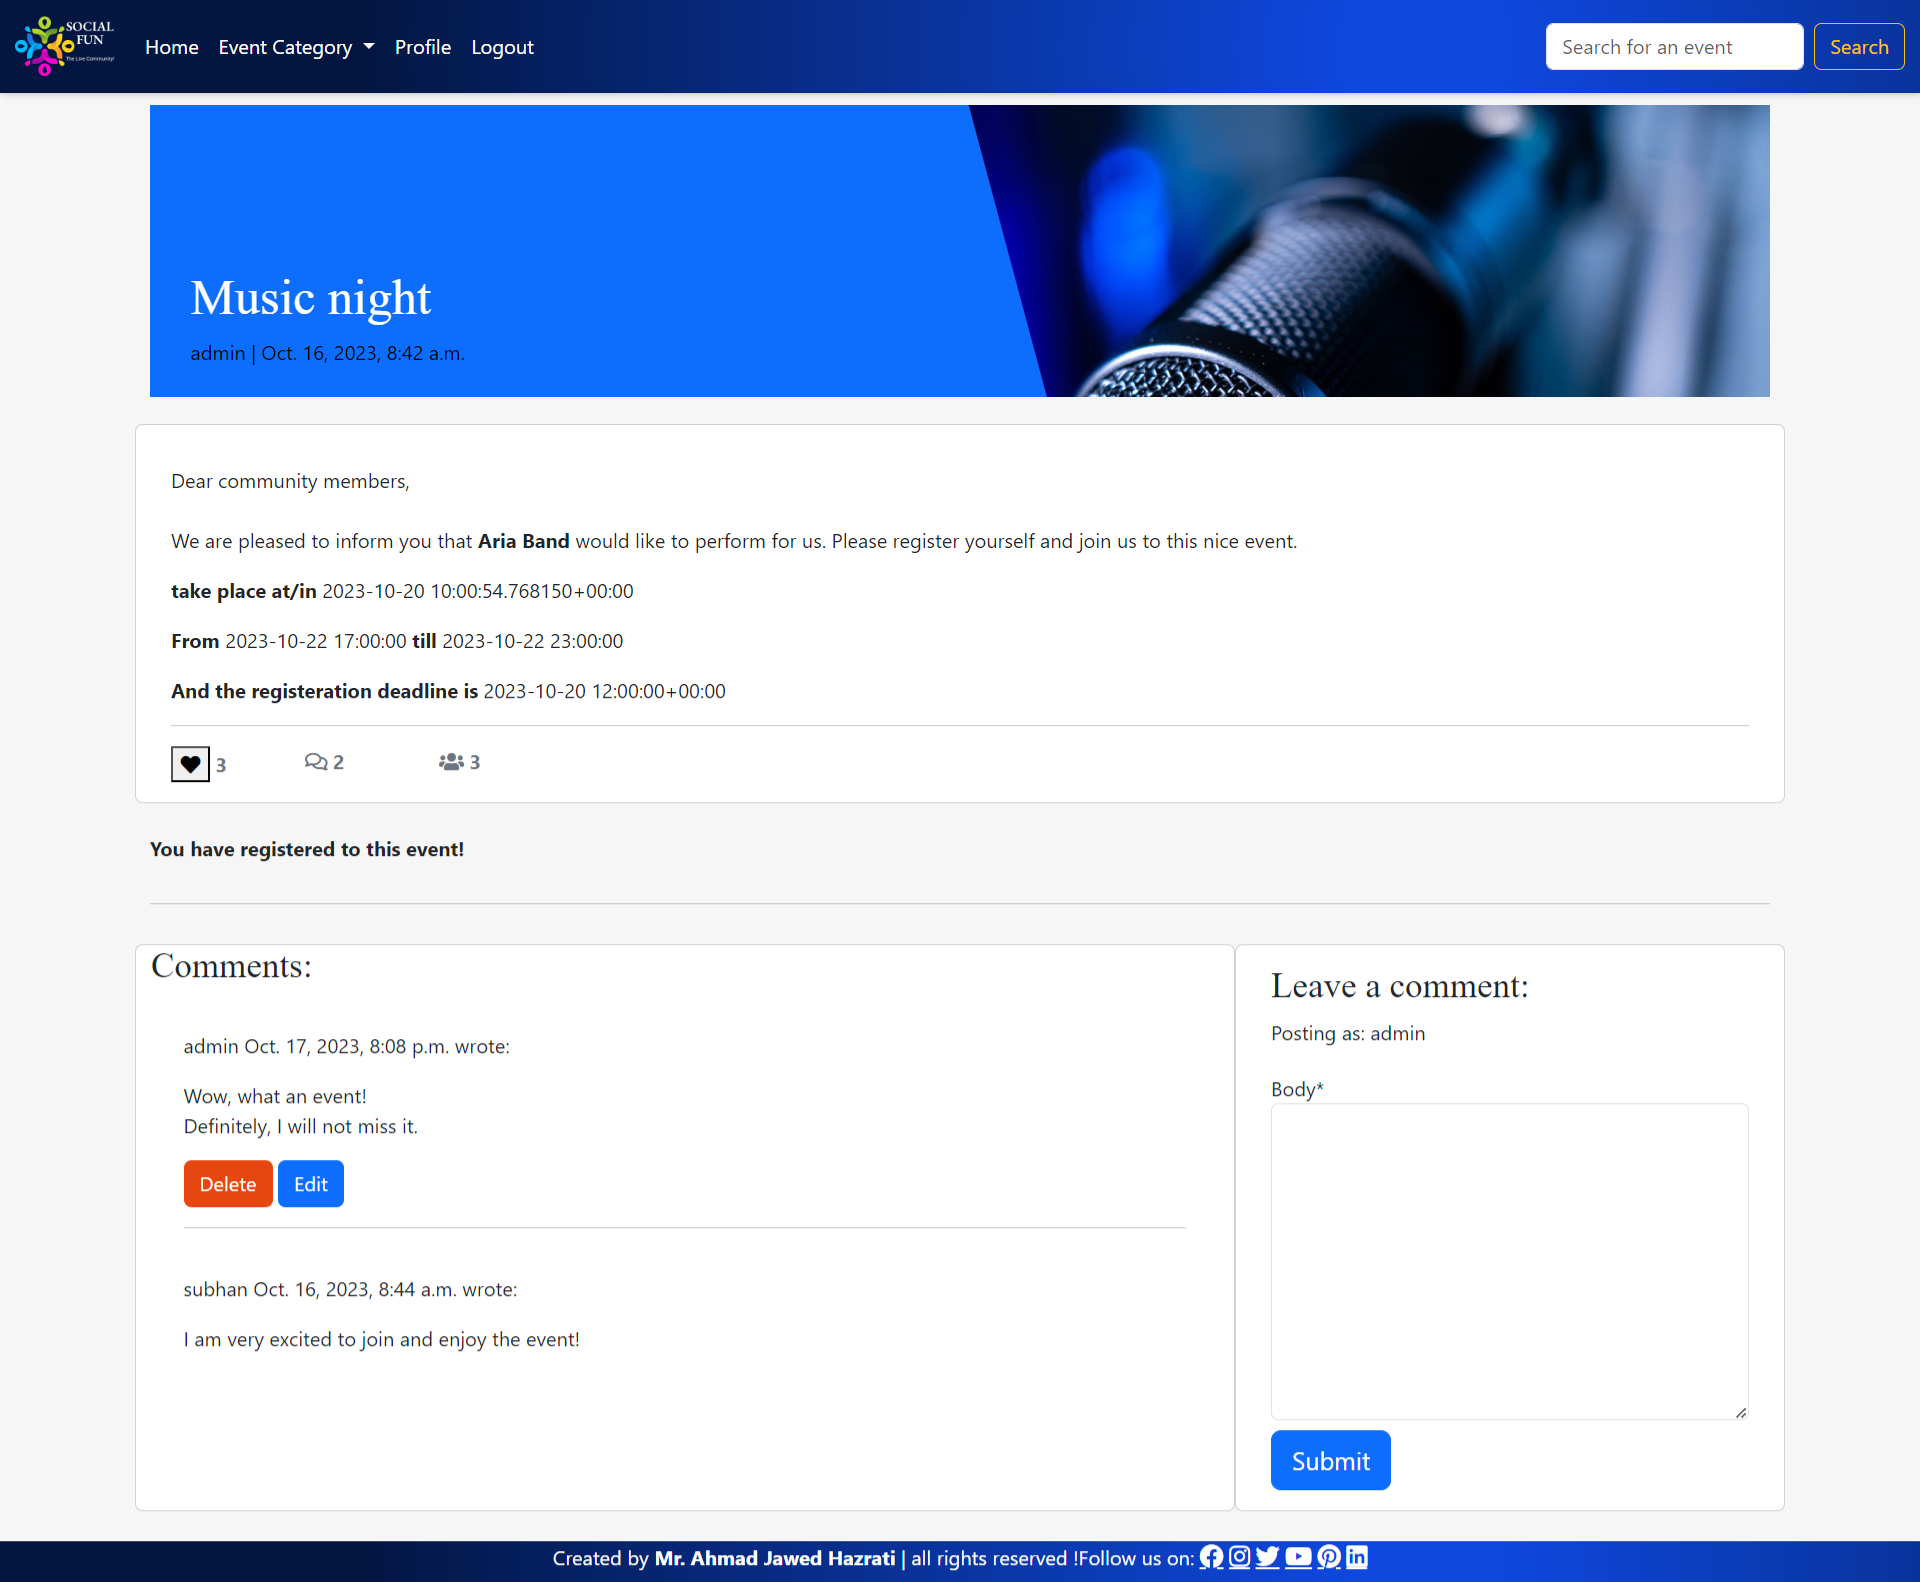 SOCIAL
FUN
The Live Community!
Home Event Category Profile Logout
Search for an event
Search
Music night
admin | Oct. 16, 2023, 8:42 a.m.
Dear community members,
We are pleased to inform you that Aria Band would like to perform for us. Please register yourself and join us to this nice event.
take place at/in 2023-10-20 10:00:54.768150+00:00
From 2023-10-22 17:00:00 till 2023-10-22 23:00:00
And the registeration deadline is 2023-10-20 12:00:00+00:00
3 2 3
You have registered to this event!
Comments:
admin Oct. 17, 2023, 8:08 p.m. wrote:
Wow, what an event!
Definitely, I will not miss it.
Delete Edit
subhan Oct. 16, 2023, 8:44 a.m. wrote:
I am very excited to join and enjoy the event!
Leave a comment:
Posting as: admin
Body*
Submit
Created by Mr. Ahmad Jawed Hazrati | all rights reserved !Follow us on: